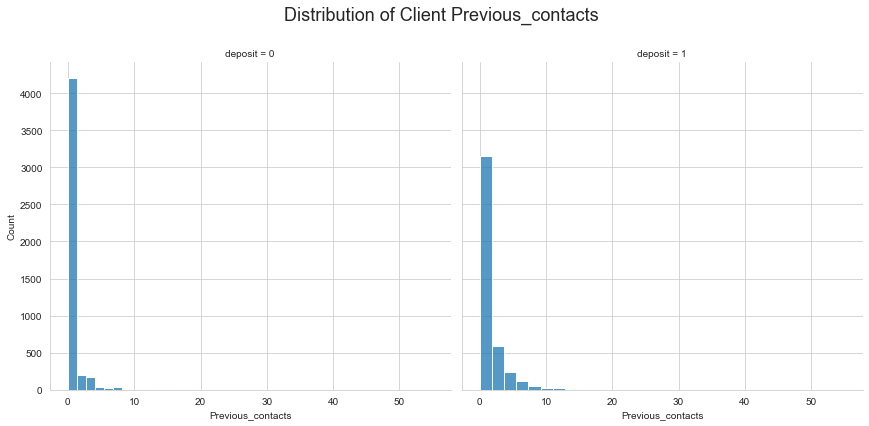 Distribution of Client Previous_contacts
deposit = 0
deposit = 1
4000
3500
3000
2500
2000
1500
1000
500
0
Count
0 10 20 30 40 50
0 10 20 30 40 50
Previous_contacts
Previous_contacts